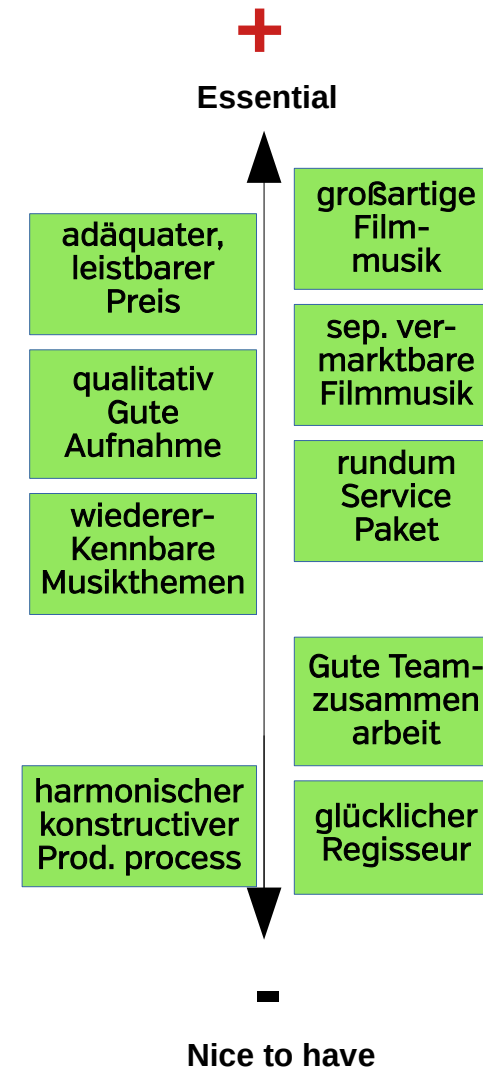 +
Essential
großartige
Film-
musik
adäquater,
leistbarer
Preis
sep. ver-
marktbare
Filmmusik
qualitativ
Gute
Aufnahme
rundum
Service
Paket
wiederer-
Kennbare
Musikthemen
Gute Team-
zusammen
arbeit
harmonischer
konstructiver
Prod. process
glücklicher
Regisseur
-
Nice to have